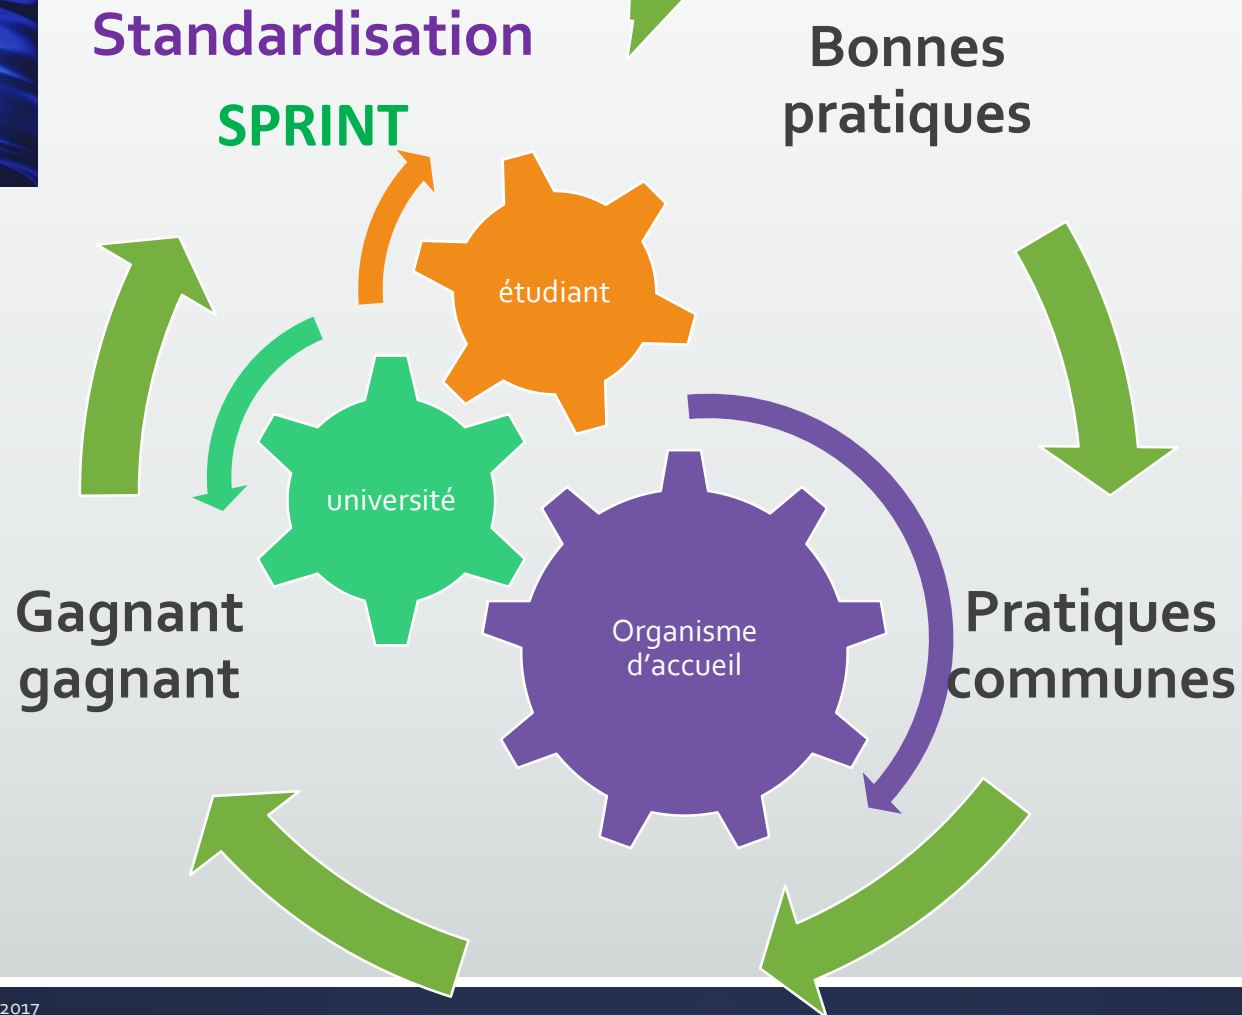 Standardisation
SPRINT
Bonnes
pratiques
étudiant
université
Organisme
d’accueil
Gagnant
gagnant
Pratiques
communes
2017